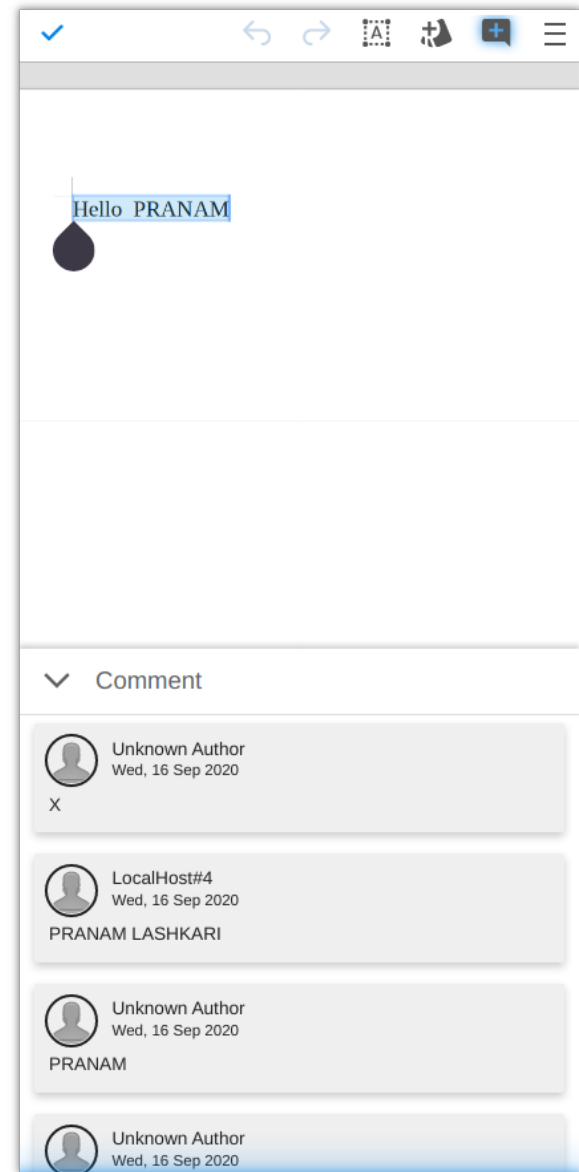 A
Hello PRANAM
Comment
Unknown Author
Wed, 16 Sep 2020
X
LocalHost#4
Wed, 16 Sep 2020
PRANAM LASHKARI
Unknown Author
Wed, 16 Sep 2020
PRANAM
Unknown Author
Wed, 16 Sep 2020